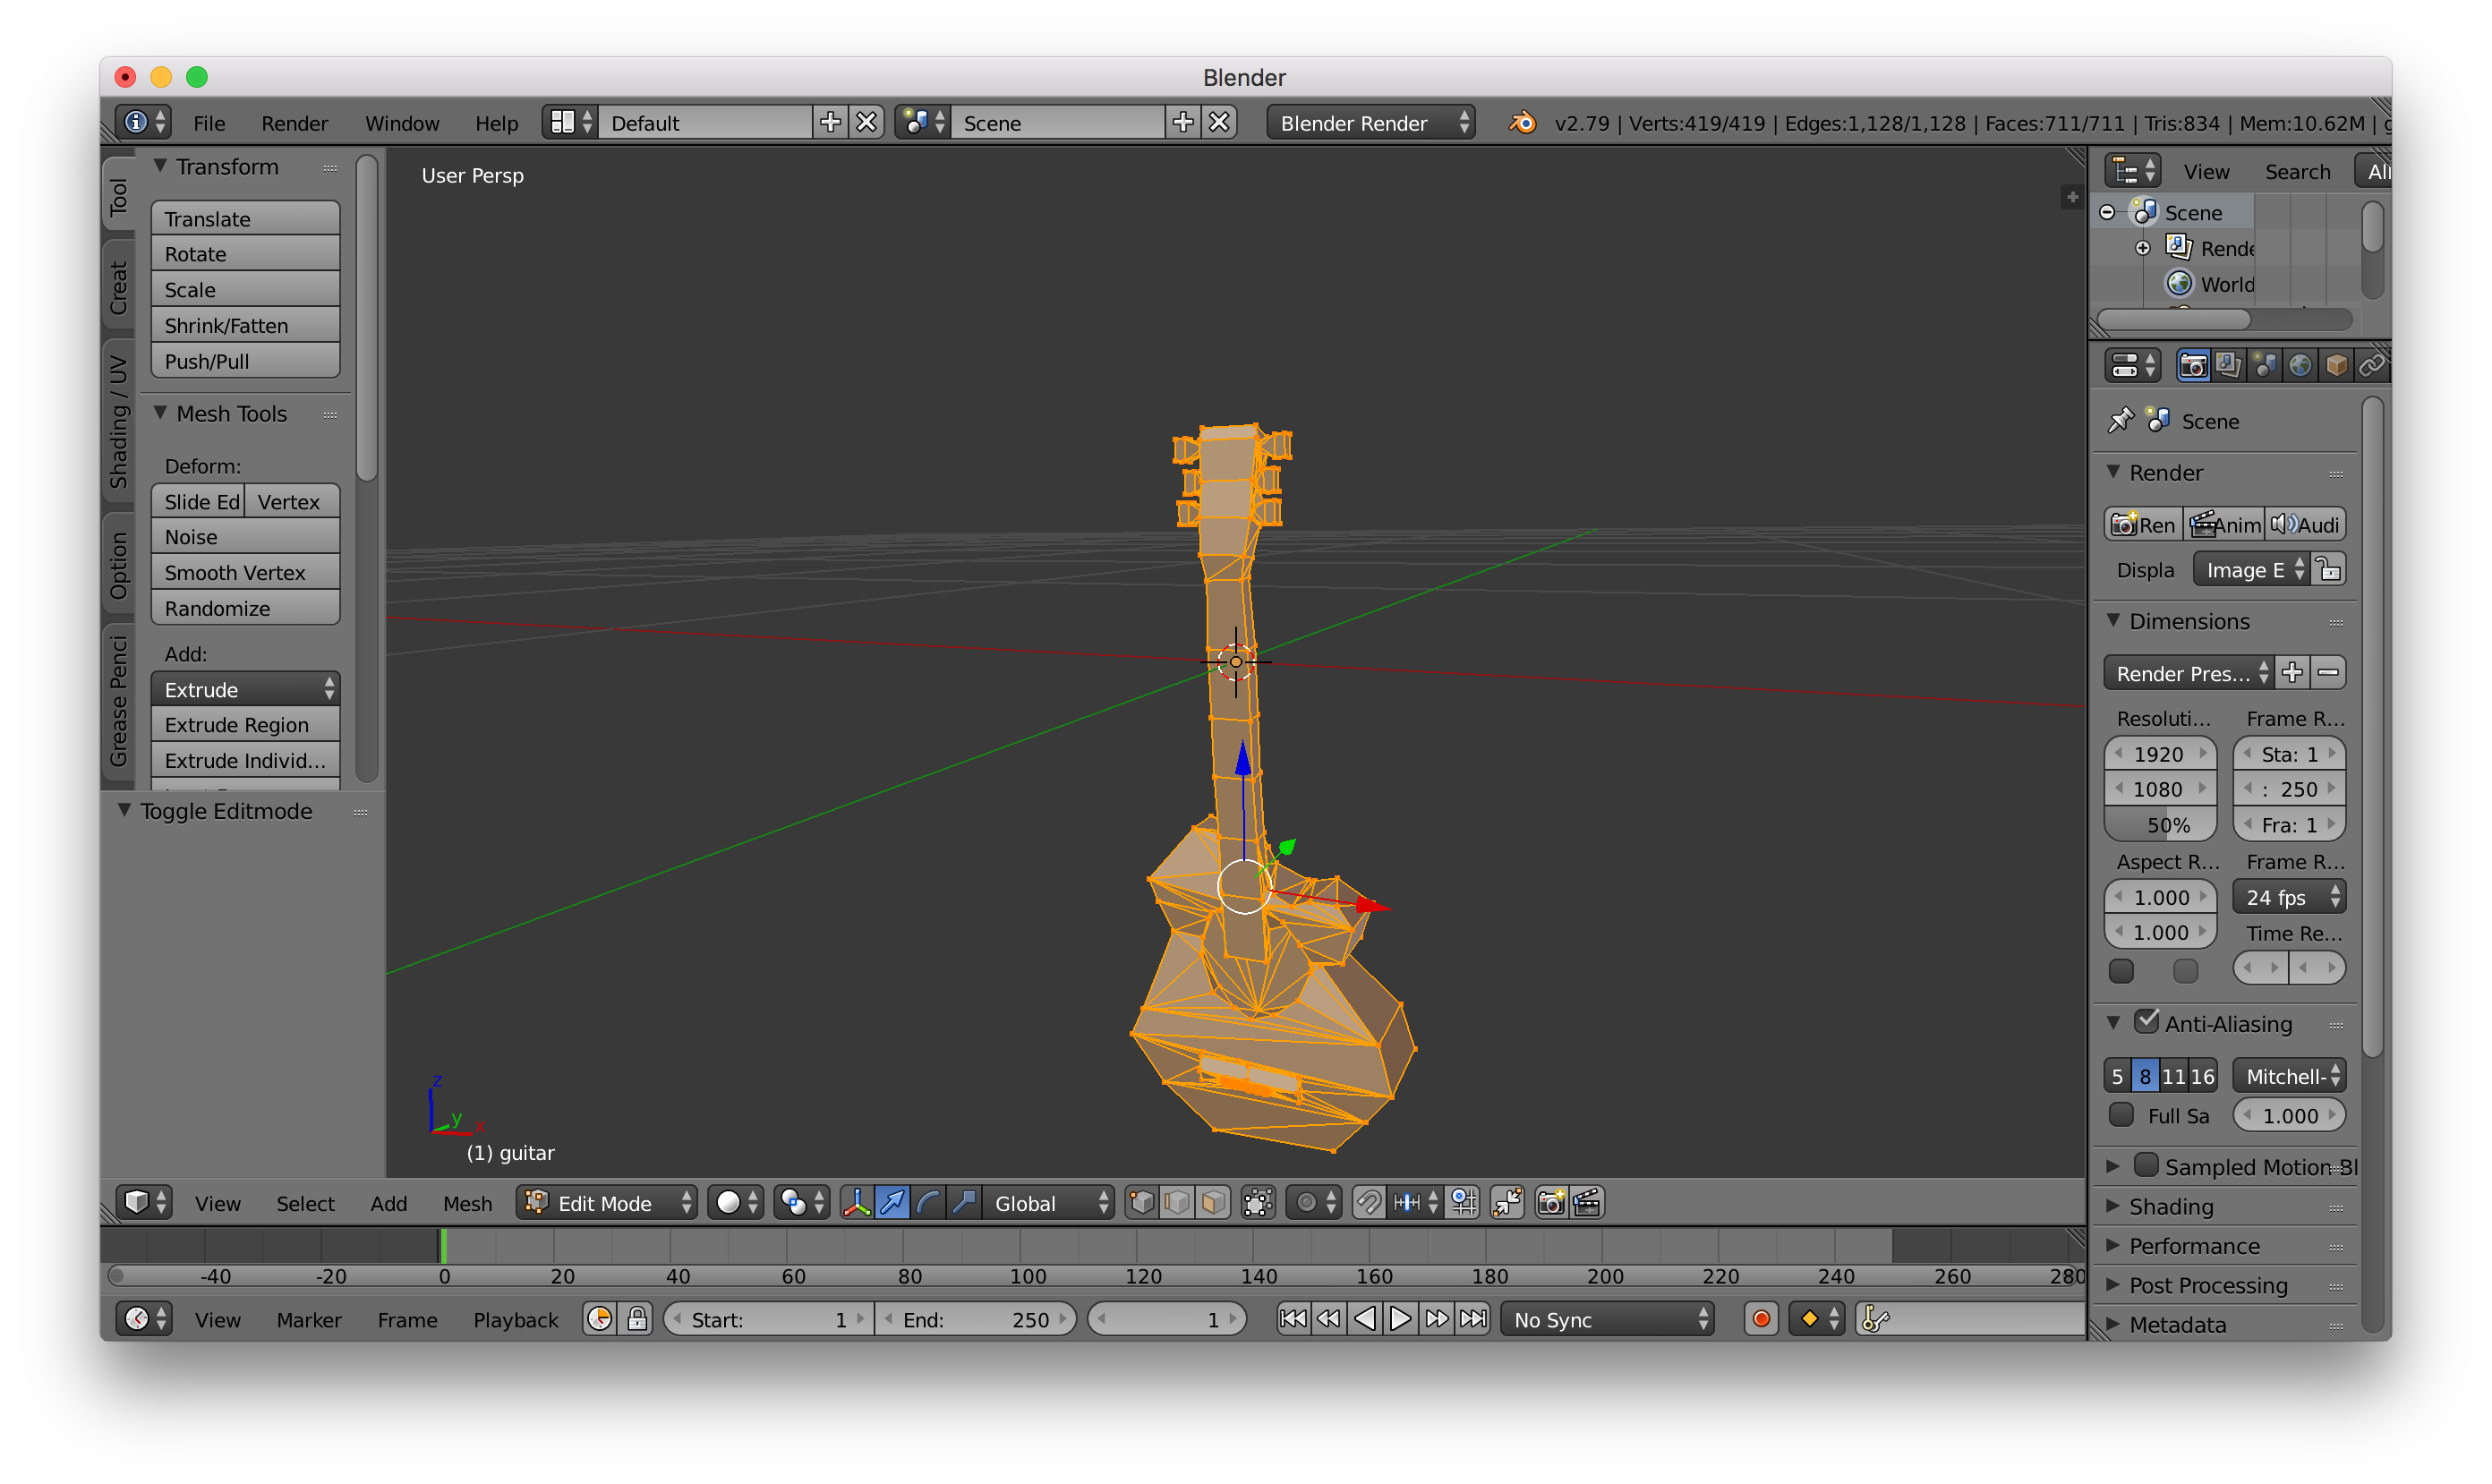 Blender
File Render Window Help Default Scene Blender Render v2.79 | Verts:419/419 | Edges:1,128/1,128 | Faces:711/711 | Tris:834 | Mem:10.62M |
Tool
Creat
Shading / UV
Option
Grease Penci
Transform
Translate
Rotate
Scale
Shrink/Fatten
Push/Pull
Mesh Tools
Deform:
Slide Ed Vertex
Noise
Smooth Vertex
Randomize
Add:
Extrude
Extrude Region
Extrude Individ...
Toggle Editmode
User Persp
z
y
x
(1) guitar
View Select Add Mesh Edit Mode Global
-40 -20 0 20 40 60 80 100 120 140 160 180 200 220 240 260 280
View Marker Frame Playback Start: 1 End: 250 1 No Sync
View Search All
Scene
Rende
World
Scene
Render
Ren Anim Audi
Displa Image E
Dimensions
Render Pres...
Resoluti... Frame R...
1920 Sta: 1
1080 : 250
50% Fra: 1
Aspect R... Frame R...
1.000 24 fps
1.000 Time Re...
Anti-Aliasing
5 8 11 16 Mitchell-
Full Sa 1.000
Sampled Motion Bl
Shading
Performance
Post Processing
Metadata